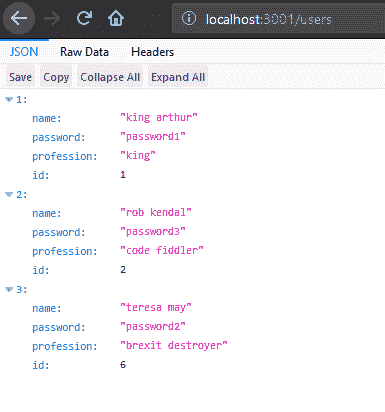 localhost:3001/users
JSON Raw Data Headers
Save Copy Collapse All Expand All
1:
name: "king arthur"
password: "password1"
profession: "king"
id: 1
2:
name: "rob kendal"
password: "password3"
profession: "code fiddler"
id: 2
3:
name: "teresa may"
password: "password2"
profession: "brexit destroyer"
id: 6